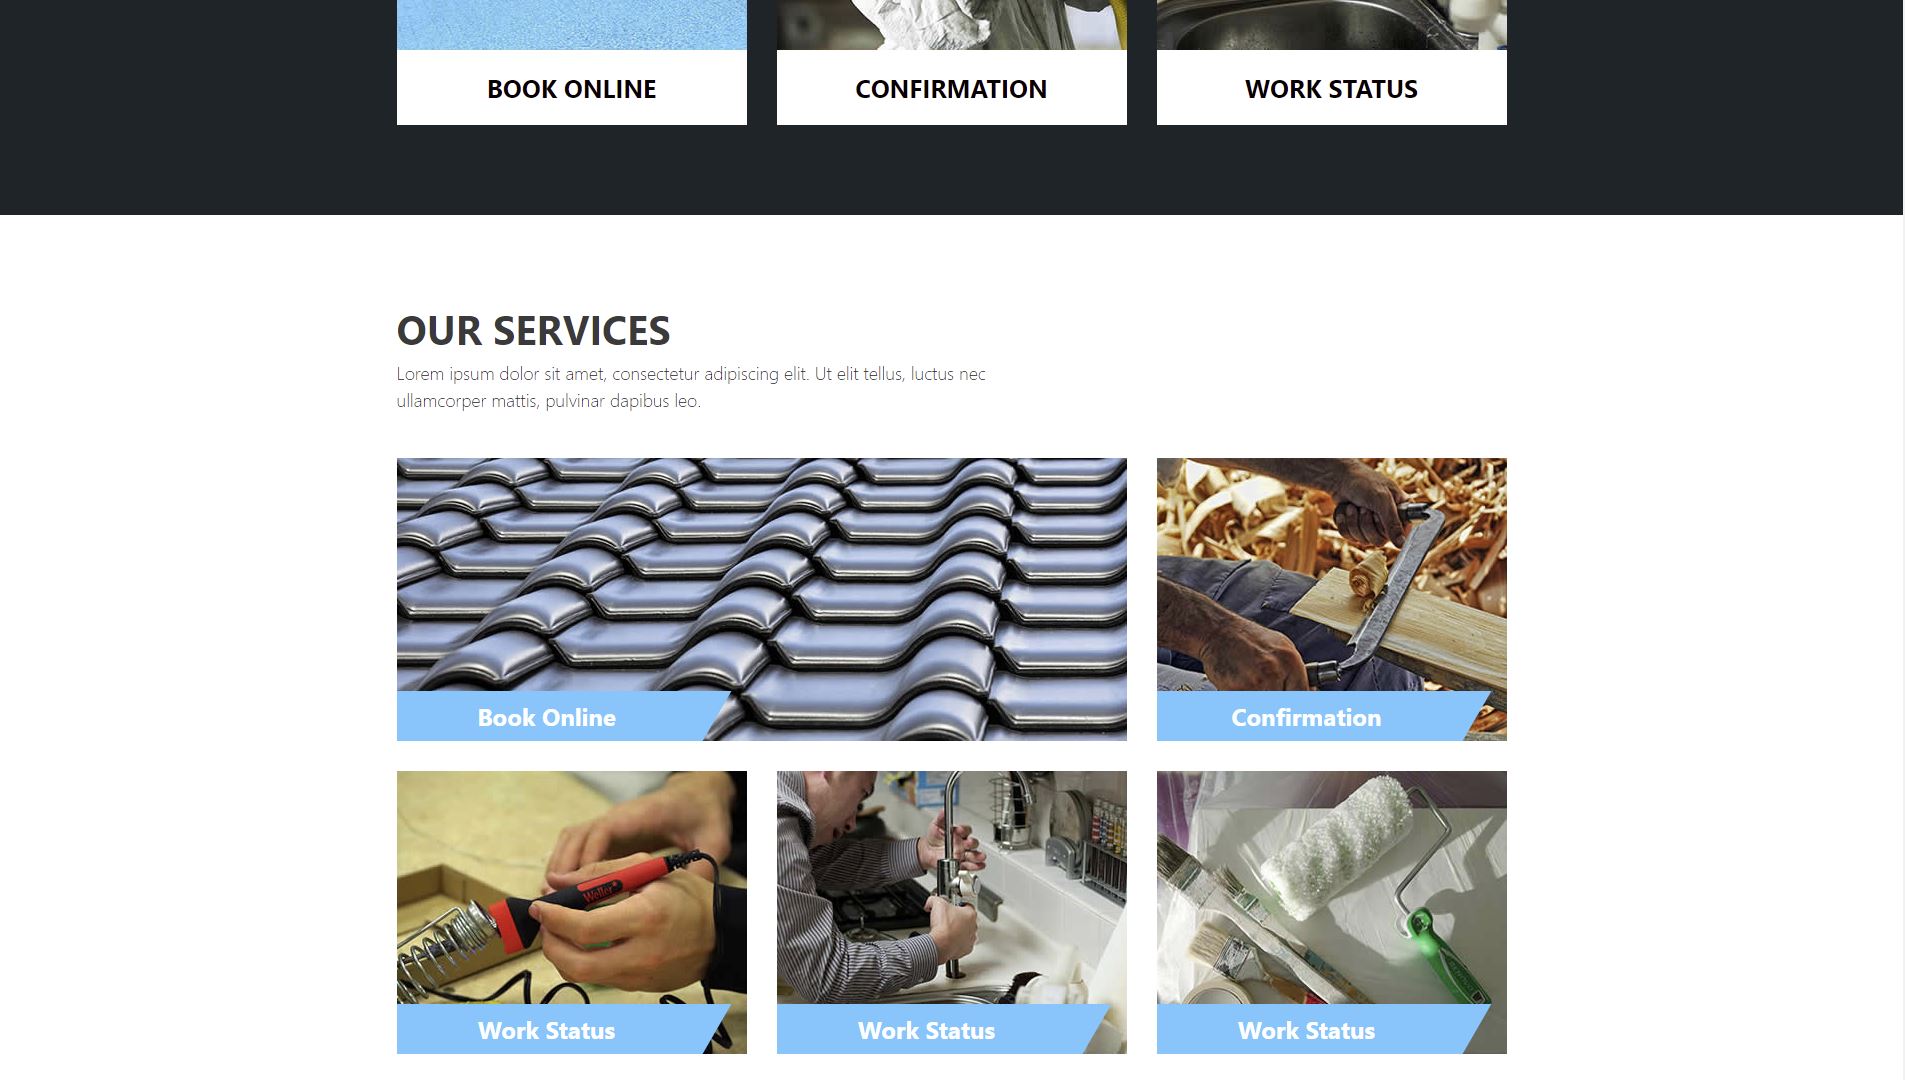 BOOK ONLINE
CONFIRMATION
WORK STATUS
OUR SERVICES
Lorem ipsum dolor sit amet, consectetur adipiscing elit. Ut elit tellus, luctus nec
ullamcorper mattis, pulvinar dapibus leo.
Book Online
Confirmation
Weller
Work Status
Work Status
Work Status